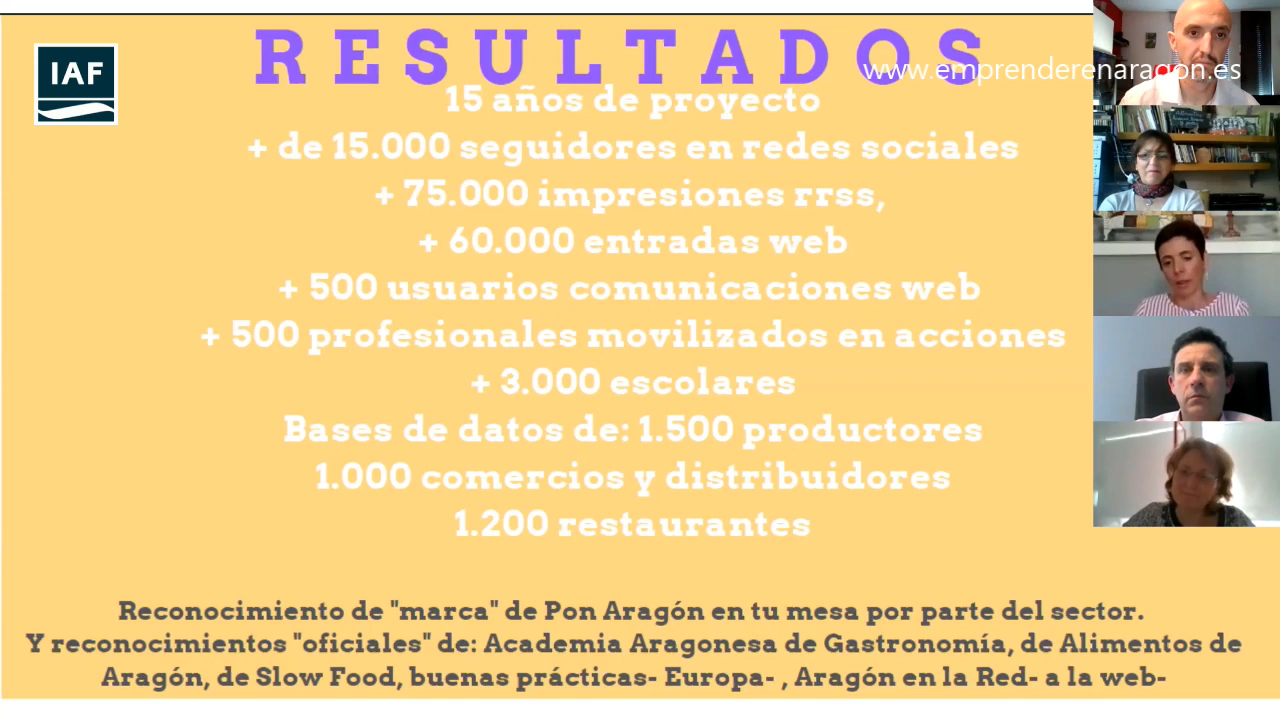 IAF
RESULTADOS
www.emprenderenaragon.es
15 años de proyecto
+ de 15.000 seguidores en redes sociales
+ 75.000 impresiones rrss,
+ 60.000 entradas web
+ 500 usuarios comunicaciones web
+ 500 profesionales movilizados en acciones
+ 3.000 escolares
Bases de datos de: 1.500 productores
1.000 comercios y distribuidores
1.200 restaurantes
Reconocimiento de "marca" de Pon Aragón en tu mesa por parte del sector.
Y reconocimientos "oficiales" de: Academia Aragonesa de Gastronomía, de Alimentos de
Aragón, de Slow Food, buenas prácticas- Europa- , Aragón en la Red- a la web-